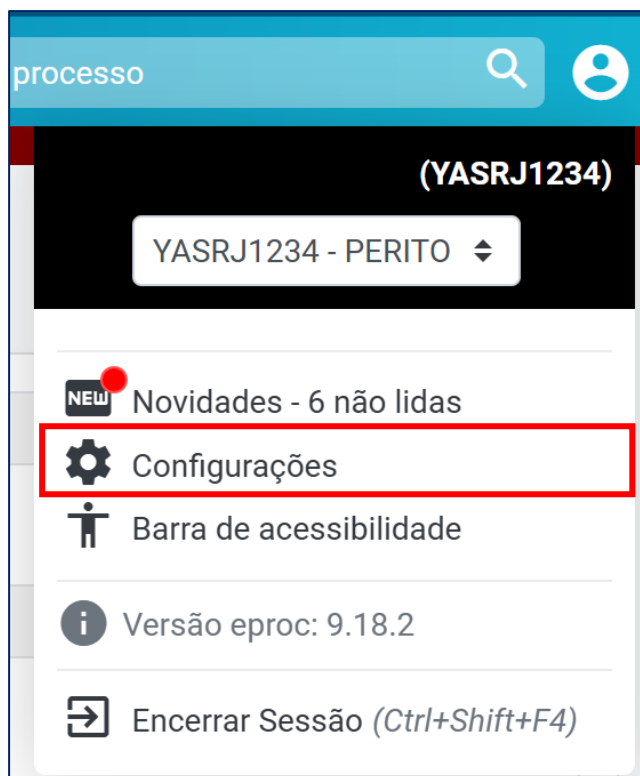 processo
(YASRJ1234)
YASRJ1234 - PERITO
NEW Novidades - 6 não lidas
Configurações
Barra de acessibilidade
i Versão eproc: 9.18.2
Encerrar Sessão (Ctrl+Shift+F4)